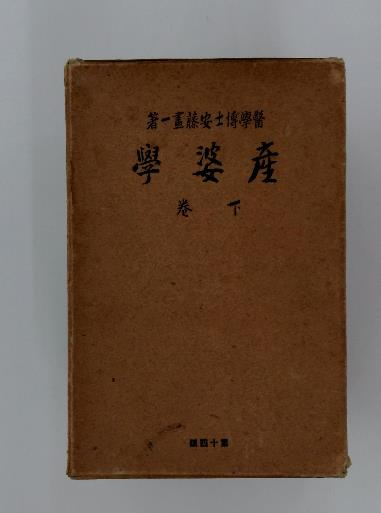 醫學博士安藤畫一著
產婆學
下卷
第十四版